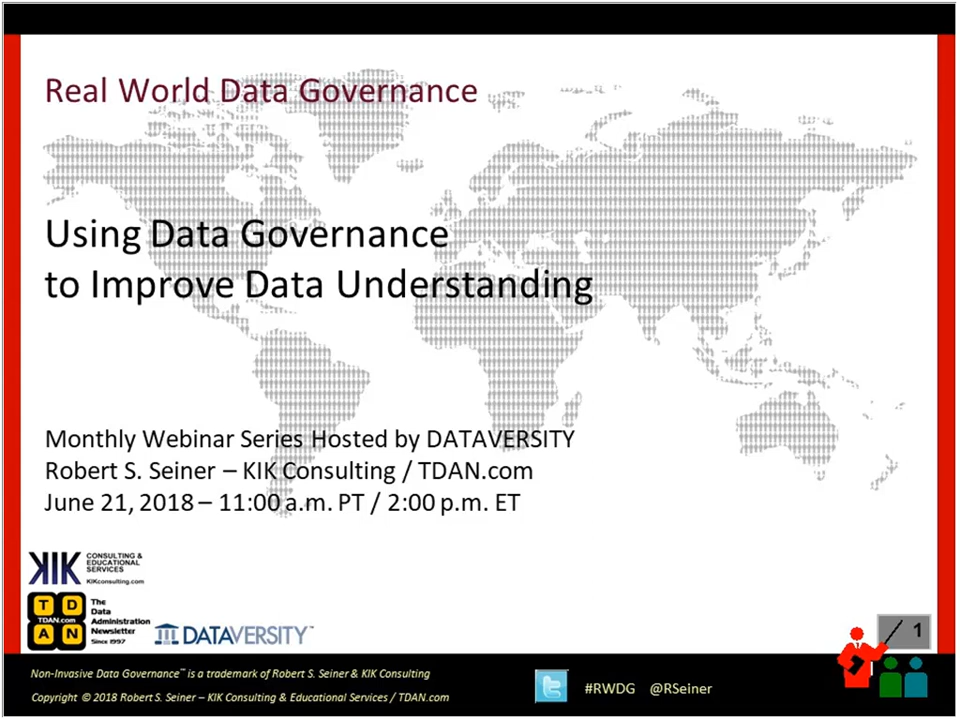 Real World Data Governance
Using Data Governance
to Improve Data Understanding
Monthly Webinar Series Hosted by DATAVERSITY
Robert S. Seiner – KIK Consulting / TDAN.com
June 21, 2018 – 11:00 a.m. PT / 2:00 p.m. ET
KIK
CONSULTING &
EDUCATIONAL
SERVICES
KIKconsulting.com
T D
TDAN.com
A N
The
Data
Administration
Newsletter
Since 1997
DATAVERSITY™
1
Non-Invasive Data Governance™ is a trademark of Robert S. Seiner & KIK Consulting
Copyright © 2018 Robert S. Seiner – KIK Consulting & Educational Services / TDAN.com
#RWDG @RSeiner